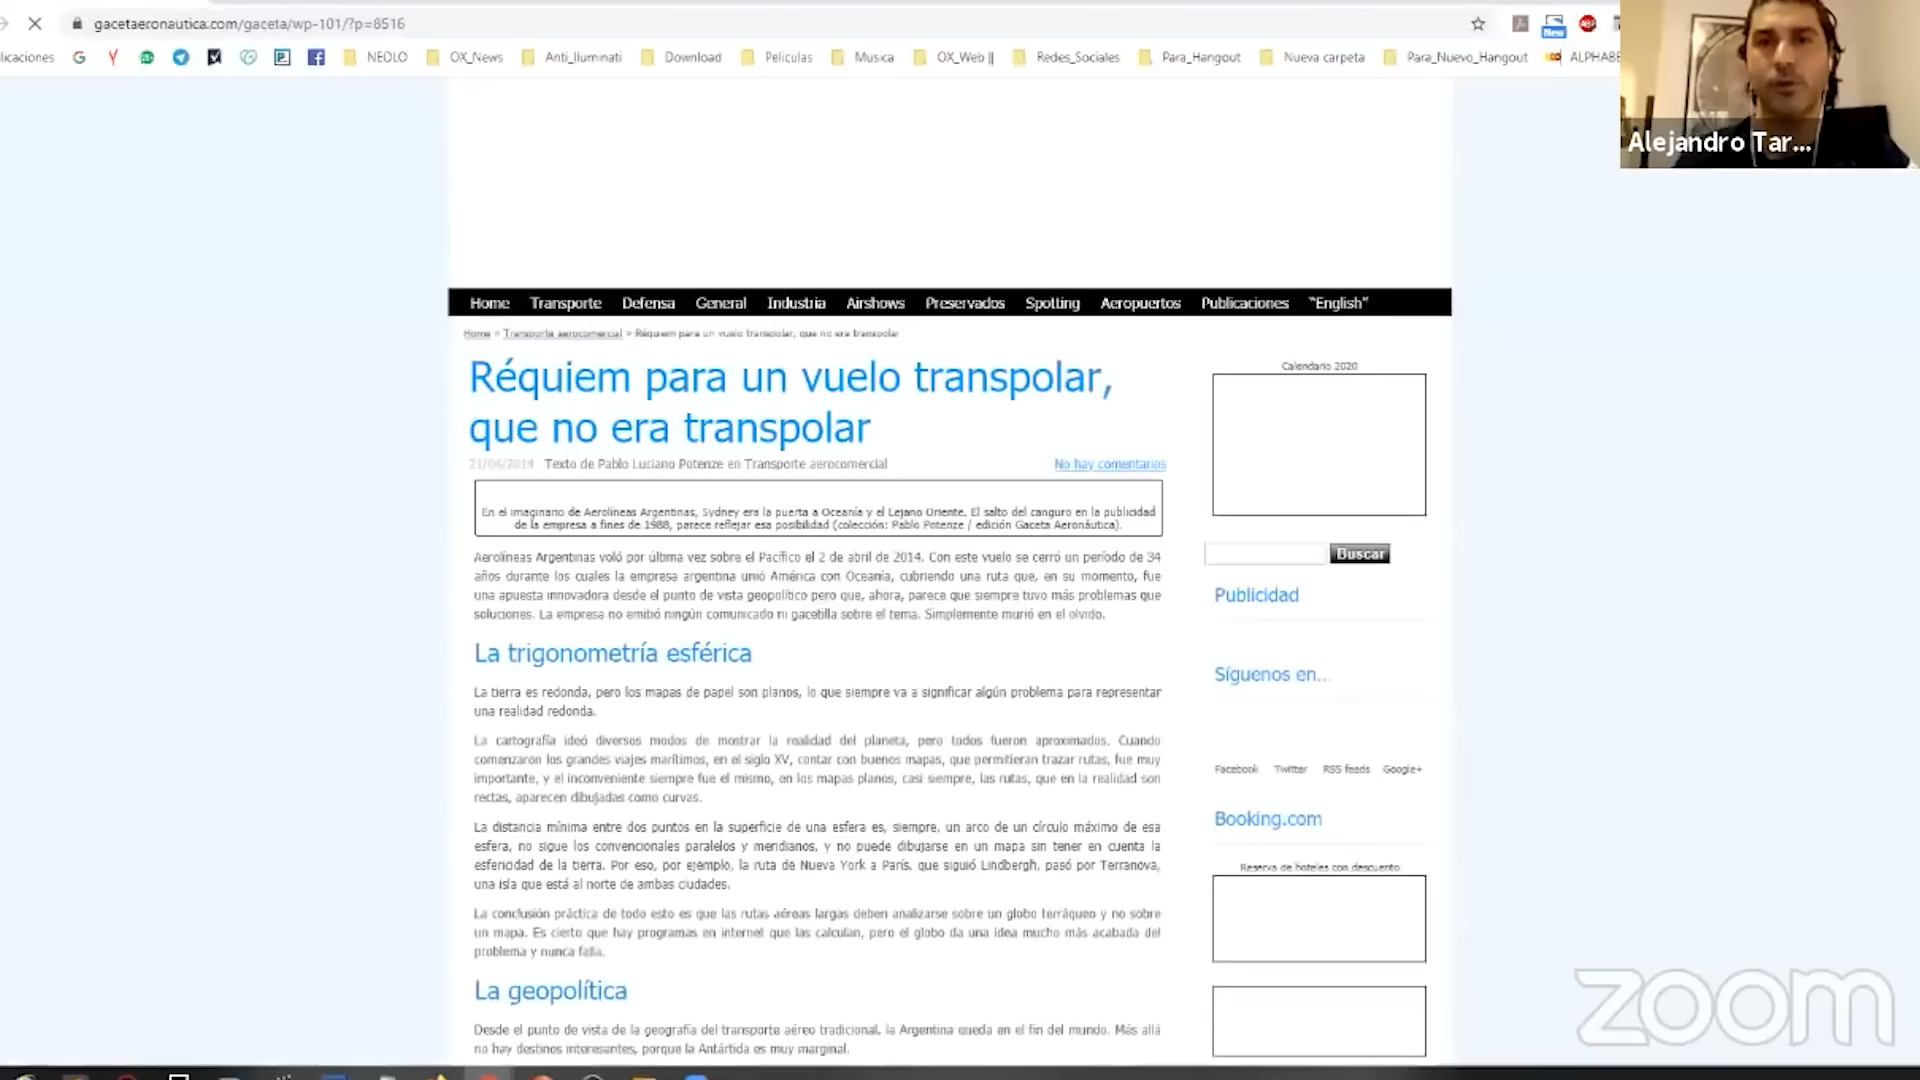 gacetaeronautica.com/gaceta/wp-101/?p=8516
New
licaciones
NEOLO
OX_News
Anti_Iluminati
Download
Peliculas
Musica
OX_Web ||
Redes_Sociales
Para_Hangout
Nueva carpeta
Para_Nuevo_Hangout
ALPHABE
Alejandro Tar...
Home Transporte Defensa General Industria Airshows Preservados Spotting Aeropuertos Publicaciones "English"
Home » Transporte aerocomercial » Réquiem para un vuelo transpolar, que no era transpolar
Réquiem para un vuelo transpolar,
que no era transpolar
21/04/2014 Texto de Pablo Luciano Potenze en Transporte aerocomercial
No hay comentarios
En el imaginario de Aerolíneas Argentinas, Sydney era la puerta a Oceanía y el Lejano Oriente. El salto del canguro en la publicidad
de la empresa a fines de 1988, parece reflejar esa posibilidad (colección: Pablo Potenze / edición Gaceta Aeronáutica).
Aerolíneas Argentinas voló por última vez sobre el Pacífico el 2 de abril de 2014. Con este vuelo se cerró un período de 34
años durante los cuales la empresa argentina unió América con Oceanía, cubriendo una ruta que, en su momento, fue
una apuesta innovadora desde el punto de vista geopolítico pero que, ahora, parece que siempre tuvo más problemas que
soluciones. La empresa no emitió ningún comunicado ni gacetilla sobre el tema. Simplemente murió en el olvido.
La trigonometría esférica
La tierra es redonda, pero los mapas de papel son planos, lo que siempre va a significar algún problema para representar
una realidad redonda.
La cartografía ideó diversos modos de mostrar la realidad del planeta, pero todos fueron aproximados. Cuando
comenzaron los grandes viajes marítimos, en el siglo XV, contar con buenos mapas, que permitieran trazar rutas, fue muy
importante, y el inconveniente siempre fue el mismo, en los mapas planos, casi siempre, las rutas, que en la realidad son
rectas, aparecen dibujadas como curvas.
La distancia mínima entre dos puntos en la superficie de una esfera es, siempre, un arco de un círculo máximo de esa
esfera, no sigue los convencionales paralelos y meridianos, y no puede dibujarse en un mapa sin tener en cuenta la
esfericidad de la tierra. Por eso, por ejemplo, la ruta de Nueva York a París, que siguió Lindbergh, pasó por Terranova,
una isla que está al norte de ambas ciudades.
La conclusión práctica de todo esto es que las rutas aéreas largas deben analizarse sobre un globo terráqueo y no sobre
un mapa. Es cierto que hay programas en internet que las calculan, pero el globo da una idea mucho más acabada del
problema y nunca falla.
La geopolítica
Desde el punto de vista de la geografía del transporte aéreo tradicional, la Argentina queda en el fin del mundo. Más allá
no hay destinos interesantes, porque la Antártida es muy marginal.
Calendario 2020
Buscar
Publicidad
Síguenos en...
Facebook Twitter RSS feeds Google+
Booking.com
Reserva de hoteles con descuento
zoom